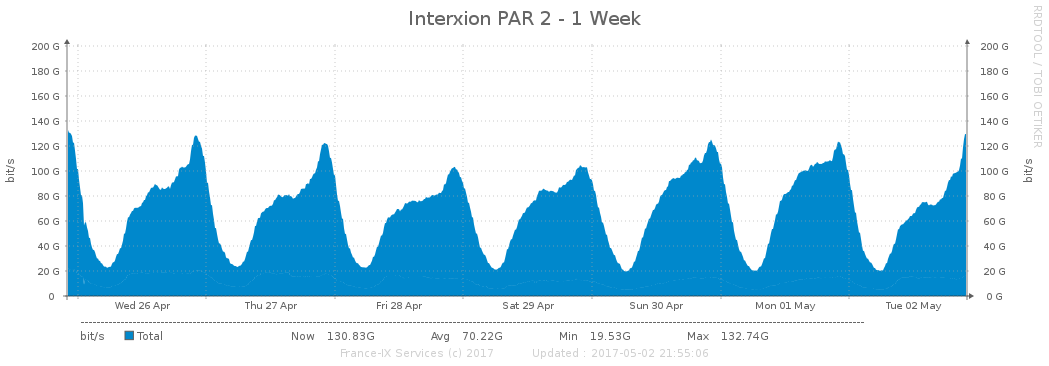 Interxion PAR 2 - 1 Week
RRDTOOL / TOBI OETIKER
200 G 200 G
180 G 180 G
160 G 160 G
140 G 140 G
120 G 120 G
100 G 100 G
80 G 80 G
60 G 60 G
40 G 40 G
20 G 20 G
0 0 G
bit/s bit/s
Wed 26 Apr Thu 27 Apr Fri 28 Apr Sat 29 Apr Sun 30 Apr Mon 01 May Tue 02 May
bit/s Total Now 130.83G Avg 70.22G Min 19.53G Max 132.74G
France-IX Services (c) 2017 Updated : 2017-05-02 21:55:06